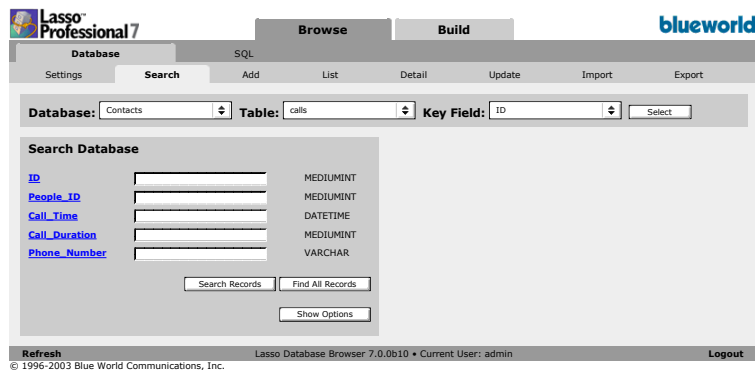 Lasso™
Professional 7
Browse Build
blueworld
Database SQL
Settings Search Add List Detail Update Import Export
Database: Contacts Table: calls Key Field: ID Select
Search Database
ID MEDIUMINT
People_ID MEDIUMINT
Call_Time DATETIME
Call_Duration MEDIUMINT
Phone_Number VARCHAR
Search Records Find All Records
Show Options
Refresh Lasso Database Browser 7.0.0b10 • Current User: admin Logout
© 1996-2003 Blue World Communications, Inc.